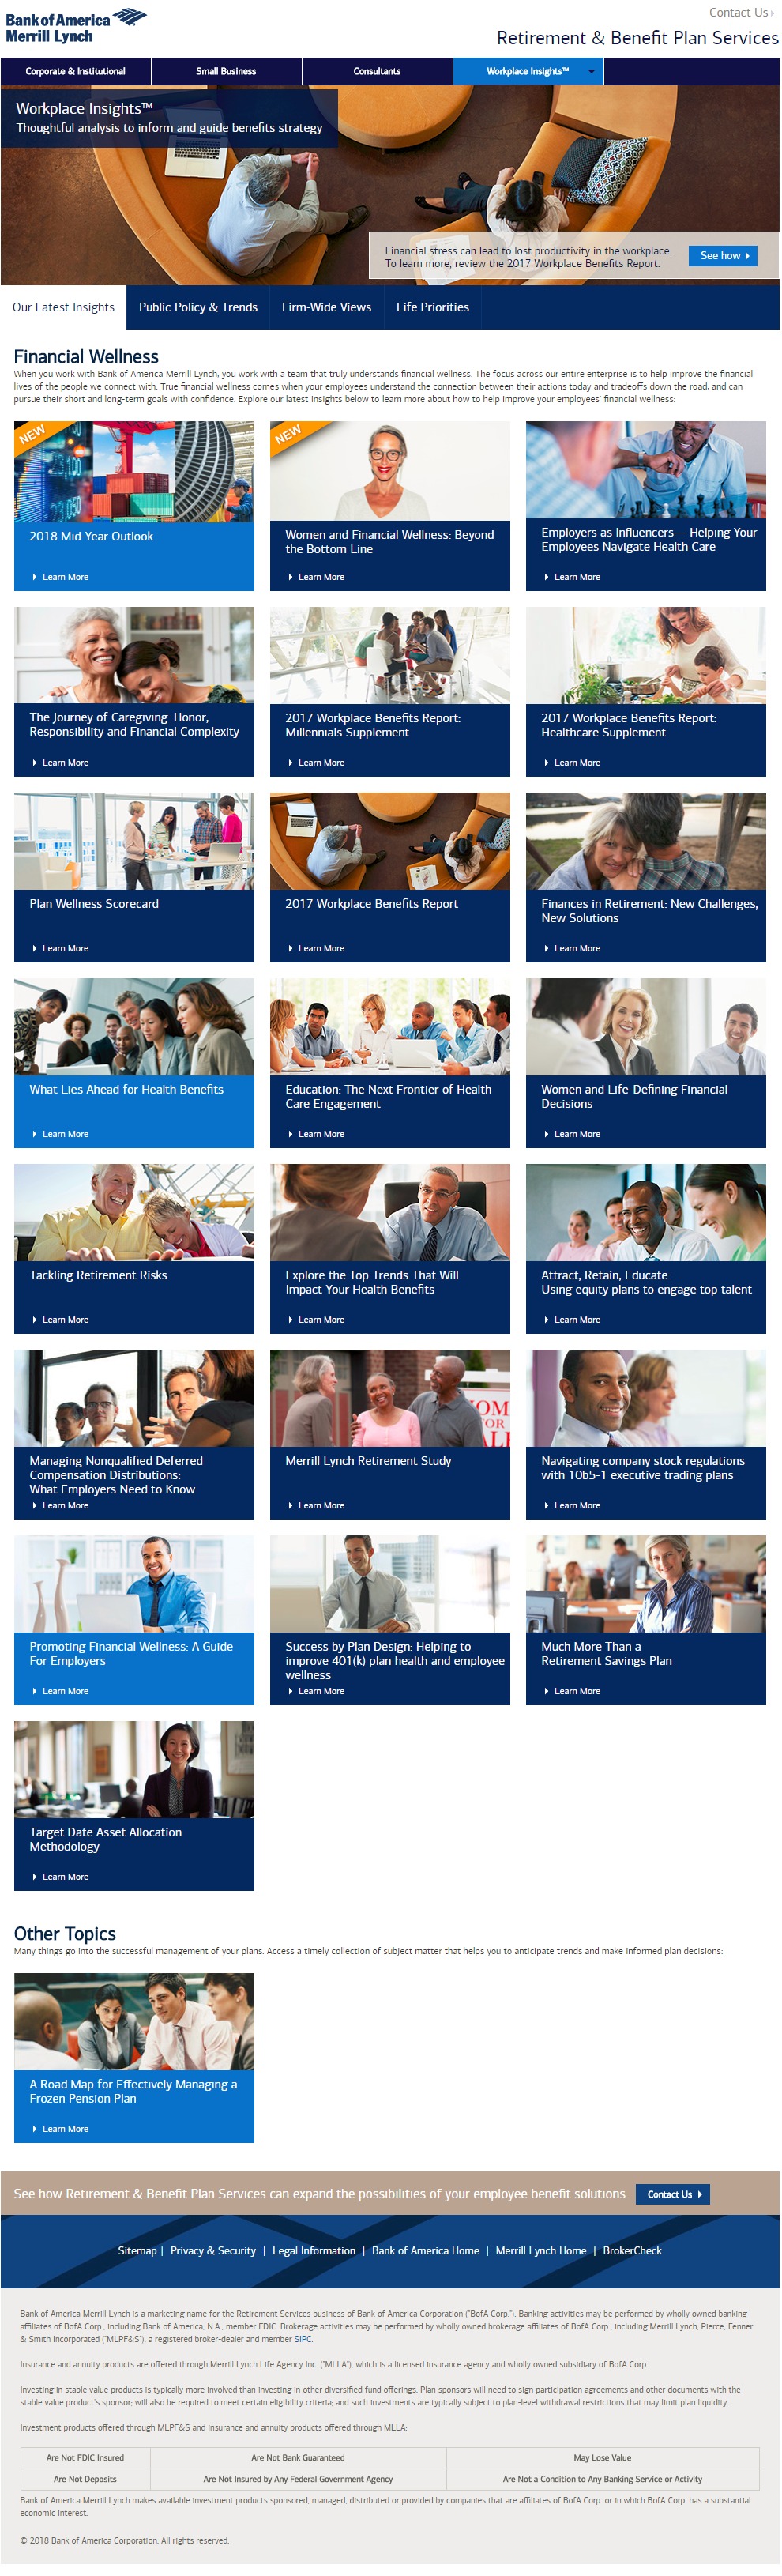 Bank of America
Merrill Lynch
Contact Us
Retirement & Benefit Plan Services
Corporate & Institutional
Small Business
Consultants
Workplace Insights™
Workplace Insights™
Thoughtful analysis to inform and guide benefits strategy
Financial stress can lead to lost productivity in the workplace.
To learn more, review the 2017 Workplace Benefits Report.
See how
Our Latest Insights
Public Policy & Trends
Firm-Wide Views
Life Priorities
Financial Wellness
When you work with Bank of America Merrill Lynch, you work with a team that truly understands financial wellness. The focus across our entire enterprise is to help improve the financial
lives of the people we connect with. True financial wellness comes when your employees understand the connection between their actions today and tradeoffs down the road, and can
pursue their short and long-term goals with confidence. Explore our latest insights below to learn more about how to help improve your employees' financial wellness:
NEW
2018 Mid-Year Outlook
Learn More
NEW
Women and Financial Wellness: Beyond
the Bottom Line
Learn More
Employers as Influencers— Helping Your
Employees Navigate Health Care
Learn More
The Journey of Caregiving: Honor,
Responsibility and Financial Complexity
Learn More
2017 Workplace Benefits Report:
Millennials Supplement
Learn More
2017 Workplace Benefits Report:
Healthcare Supplement
Learn More
Plan Wellness Scorecard
Learn More
2017 Workplace Benefits Report
Learn More
Finances in Retirement: New Challenges,
New Solutions
Learn More
What Lies Ahead for Health Benefits
Learn More
Education: The Next Frontier of Health
Care Engagement
Learn More
Women and Life-Defining Financial
Decisions
Learn More
Tackling Retirement Risks
Learn More
Explore the Top Trends That Will
Impact Your Health Benefits
Learn More
Attract, Retain, Educate:
Using equity plans to engage top talent
Learn More
Managing Nonqualified Deferred
Compensation Distributions:
What Employers Need to Know
Learn More
Merrill Lynch Retirement Study
Learn More
Navigating company stock regulations
with 10b5-1 executive trading plans
Learn More
Promoting Financial Wellness: A Guide
For Employers
Learn More
Success by Plan Design: Helping to
improve 401(k) plan health and employee
wellness
Learn More
Much More Than a
Retirement Savings Plan
Learn More
Target Date Asset Allocation
Methodology
Learn More
Other Topics
Many things go into the successful management of your plans. Access a timely collection of subject matter that helps you to anticipate trends and make informed plan decisions:
A Road Map for Effectively Managing a
Frozen Pension Plan
Learn More
See how Retirement & Benefit Plan Services can expand the possibilities of your employee benefit solutions.
Contact Us
Sitemap | Privacy & Security | Legal Information | Bank of America Home | Merrill Lynch Home | BrokerCheck
Bank of America Merrill Lynch is a marketing name for the Retirement Services business of Bank of America Corporation ("BofA Corp."). Banking activities may be performed by wholly owned banking
affiliates of BofA Corp., including Bank of America, N.A., member FDIC. Brokerage activities may be performed by wholly owned brokerage affiliates of BofA Corp., including Merrill Lynch, Pierce, Fenner
& Smith Incorporated ("MLPF&S"), a registered broker-dealer and member SIPC.
Insurance and annuity products are offered through Merrill Lynch Life Agency Inc. ("MLLA"), which is a licensed insurance agency and wholly owned subsidiary of BofA Corp.
Investing in stable value products is typically more involved than investing in other diversified fund offerings. Plan sponsors will need to sign participation agreements and other documents with the
stable value product's sponsor; will also be required to meet certain eligibility criteria; and such investments are typically subject to plan-level withdrawal restrictions that may limit plan liquidity.
Investment products offered through MLPF&S and insurance and annuity products offered through MLLA:
Are Not FDIC Insured
Are Not Bank Guaranteed
May Lose Value
Are Not Deposits
Are Not Insured by Any Federal Government Agency
Are Not a Condition to Any Banking Service or Activity
Bank of America Merrill Lynch makes available investment products sponsored, managed, distributed or provided by companies that are affiliates of BofA Corp. or in which BofA Corp. has a substantial
economic interest.
© 2018 Bank of America Corporation. All rights reserved.